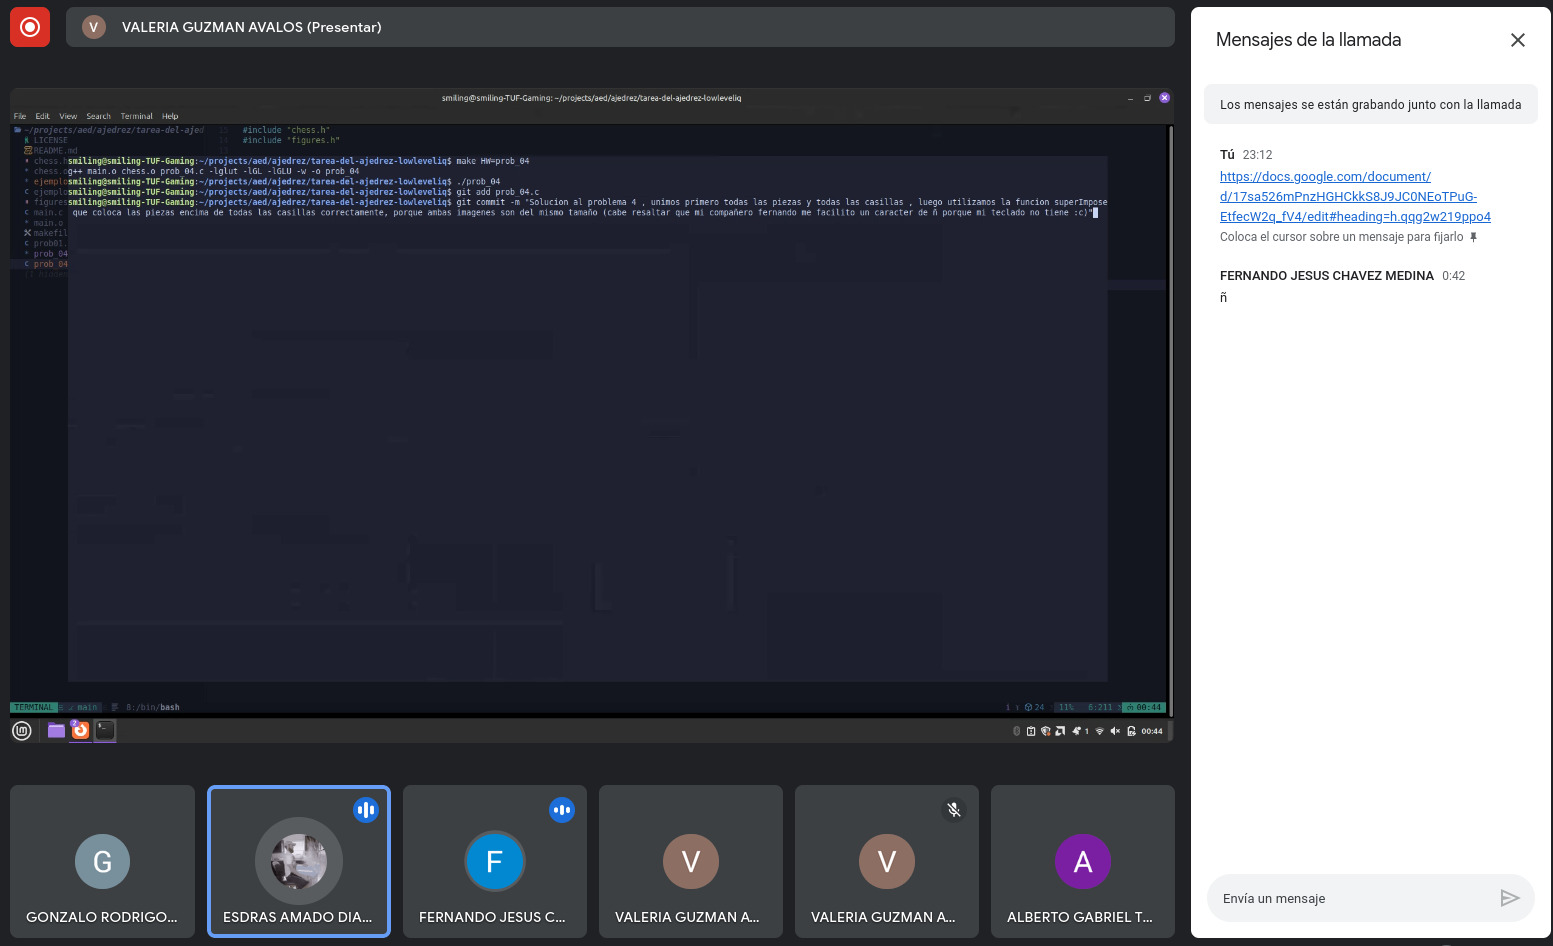 V VALERIA GUZMAN AVALOS (Presentar)
smiling@smiling-TUF-Gaming: ~/projects/aed/ajedrez/tarea-del-ajedrez-lowleveliq
File Edit View Search Terminal Help
~/projects/aed/ajedrez/tarea-del-ajed
#include "chess.h"
LICENSE
#include "figures.h"
README.md
chess.h
smiling@smiling-TUF-Gaming:~/projects/aed/ajedrez/tarea-del-ajedrez-lowleveliq$ make HW=prob_04
chess.o
g++ main.o chess.o prob_04.c -lglut -lGL -lGLU -w -o prob_04
ejemplo
smiling@smiling-TUF-Gaming:~/projects/aed/ajedrez/tarea-del-ajedrez-lowleveliq$ ./prob_04
ejemplo
smiling@smiling-TUF-Gaming:~/projects/aed/ajedrez/tarea-del-ajedrez-lowleveliq$ git add prob_04.c
figures
smiling@smiling-TUF-Gaming:~/projects/aed/ajedrez/tarea-del-ajedrez-lowleveliq$ git commit -m "Solucion al problema 4 , unimos primero todas las piezas y todas las casillas , luego utilizamos la funcion superImpose
main.c
que coloca las piezas encima de todas las casillas correctamente, porque ambas imagenes son del mismo tamaño (cabe resaltar que mi compañero fernando me facilito un caracter de ñ porque mi teclado no tiene :c)"
main.o
makefil
prob01.
prob_04
prob_04
TERMINAL main 8:/bin/bash
24 11% 6:211 00:44
2
1 00:44
G
GONZALO RODRIGO...
ESDRAS AMADO DIA...
F
FERNANDO JESUS C...
V
VALERIA GUZMAN A...
V
VALERIA GUZMAN A...
A
ALBERTO GABRIEL T...
Mensajes de la llamada
Los mensajes se están grabando junto con la llamada
Tú 23:12
https://docs.google.com/document/
d/17sa526mPnzHGHCkkS8J9JC0NEoTPuG-
EtfecW2q_fV4/edit#heading=h.qqg2w219ppo4
Coloca el cursor sobre un mensaje para fijarlo
FERNANDO JESUS CHAVEZ MEDINA 0:42
ñ
Envía un mensaje